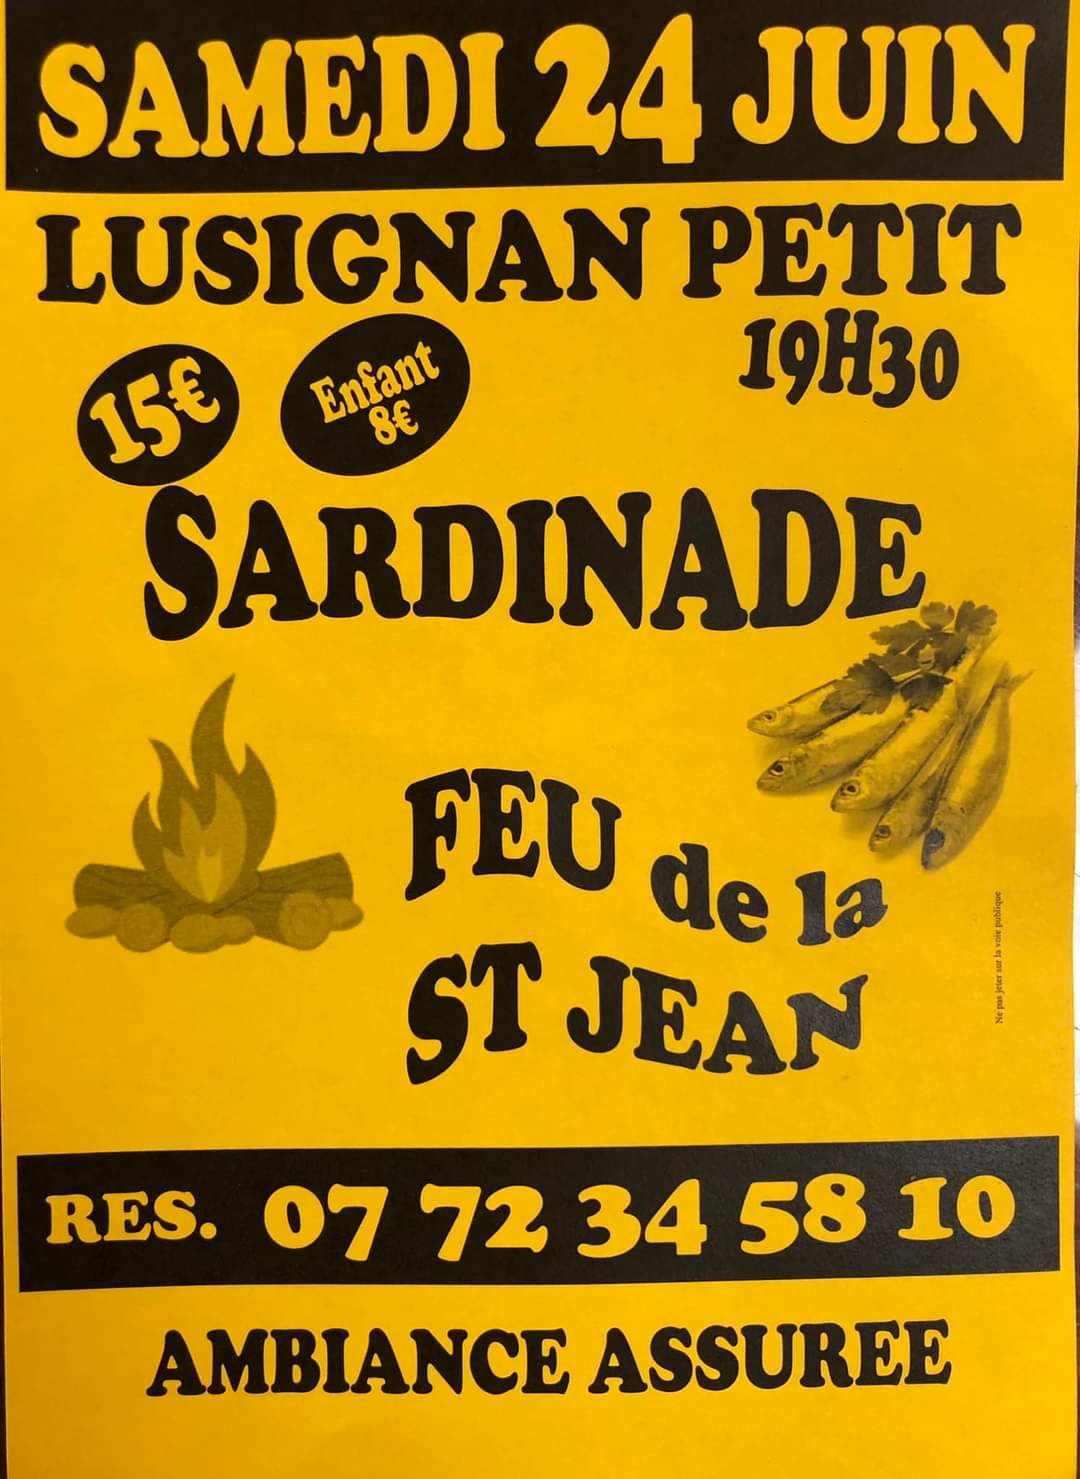 SAMEDI 24 JUIN
LUSIGNAN PETIT
19H30
15€
Enfant
8€
SARDINADE
FEU de la
ST JEAN
Ne pas jeter sur la voie publique
RES. 07 72 34 58 10
AMBIANCE ASSUREE